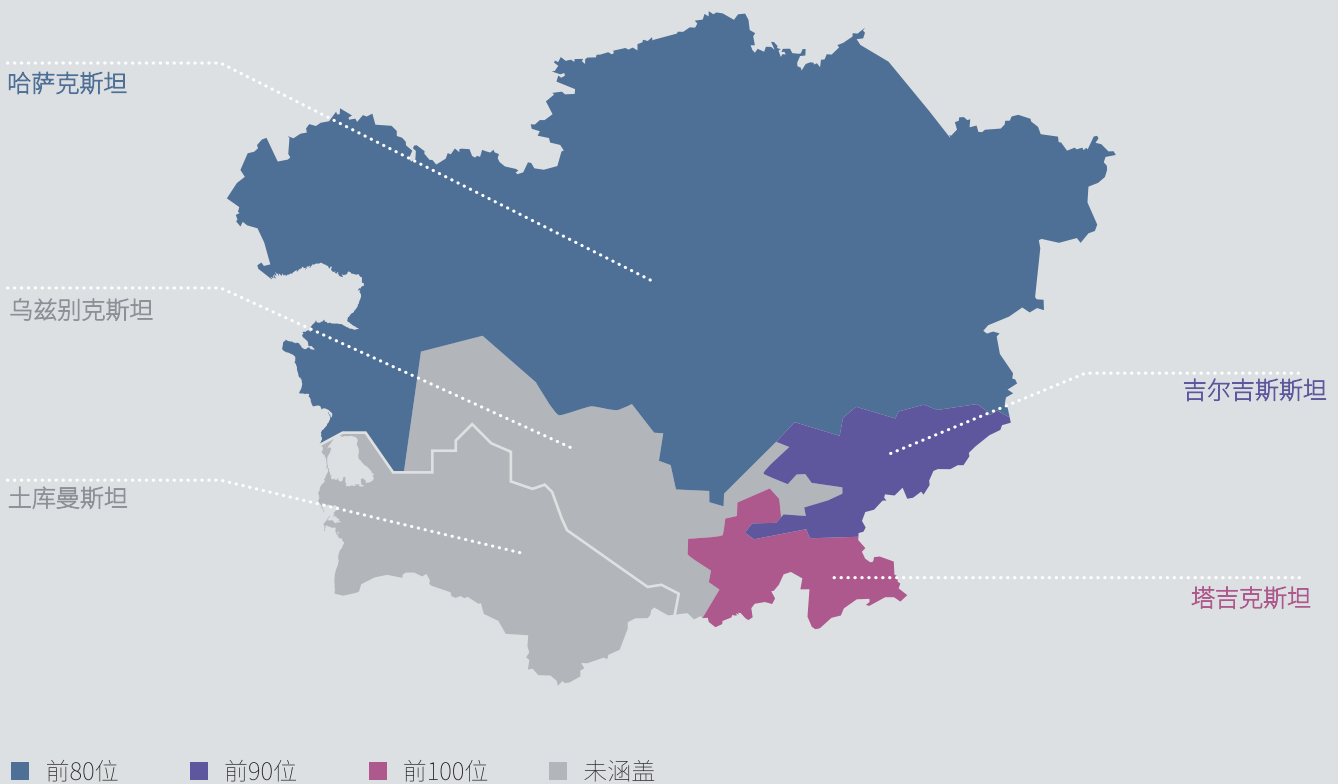 哈萨克斯坦
乌兹别克斯坦
吉尔吉斯斯坦
土库曼斯坦
塔吉克斯坦
前80位
前90位
前100位
未涵盖